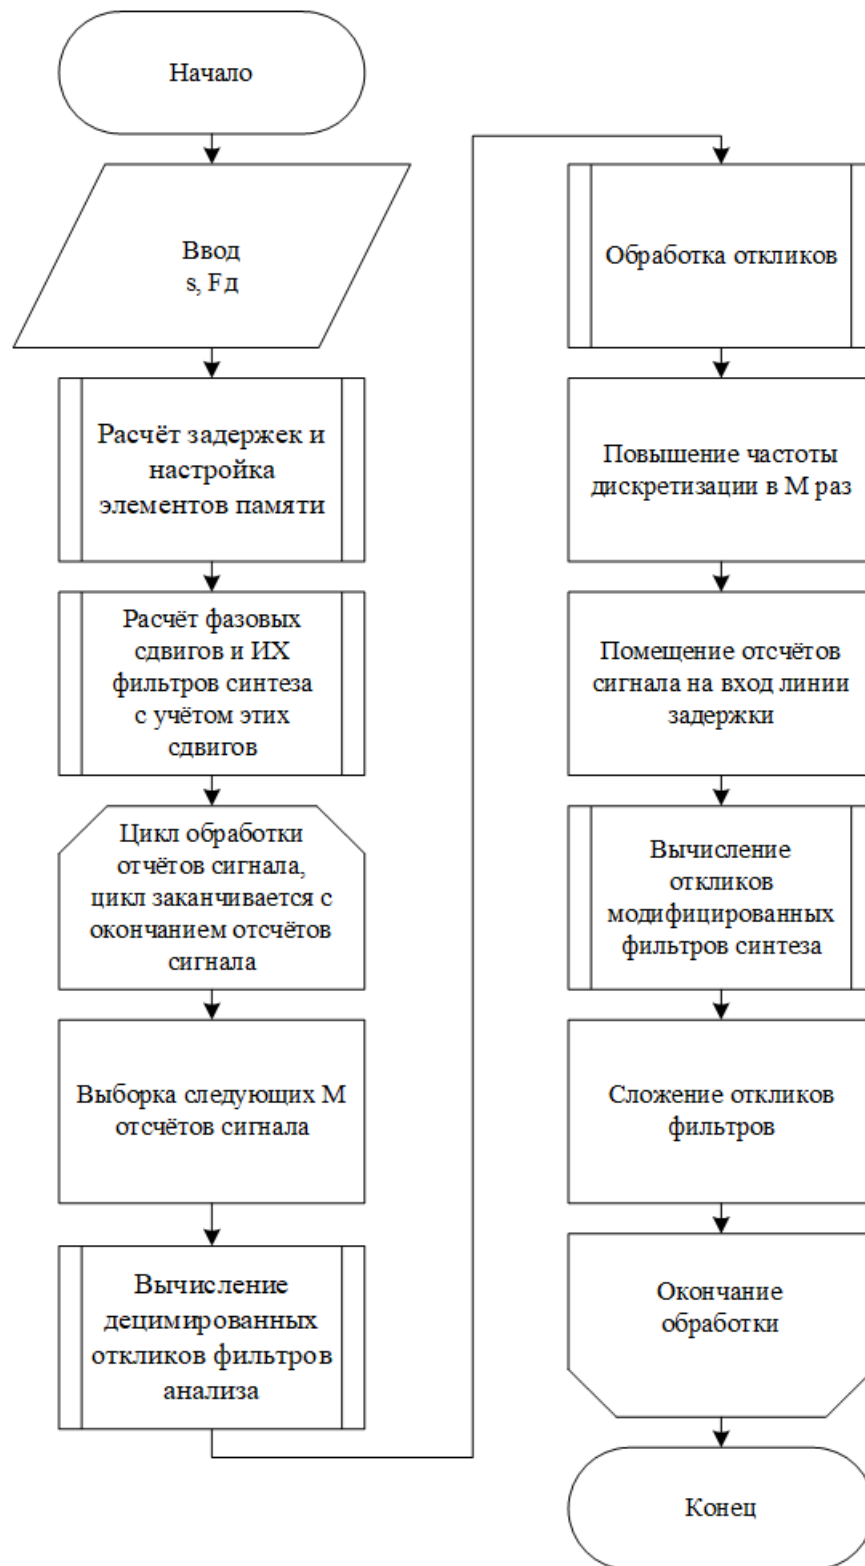 Начало
Ввод
s, Fд
Расчёт задержек и
настройка
элементов памяти
Расчёт фазовых
сдвигов и ИХ
фильтров синтеза
с учётом этих
сдвигов
Цикл обработки
отчётов сигнала,
цикл заканчивается с
окончанием отсчётов
сигнала
Выборка следующих М
отсчётов сигнала
Вычисление
децимированных
откликов фильтров
анализа
Обработка откликов
Повышение частоты
дискретизации в М раз
Помещение отсчётов
сигнала на вход линии
задержки
Вычисление
откликов
модифицированных
фильтров синтеза
Сложение откликов
фильтров
Окончание
обработки
Конец